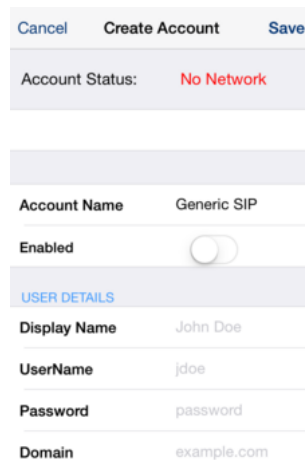 Cancel Create Account Save
Account Status: No Network
Account Name Generic SIP
Enabled
USER DETAILS
Display Name John Doe
UserName jdoe
Password password
Domain example.com